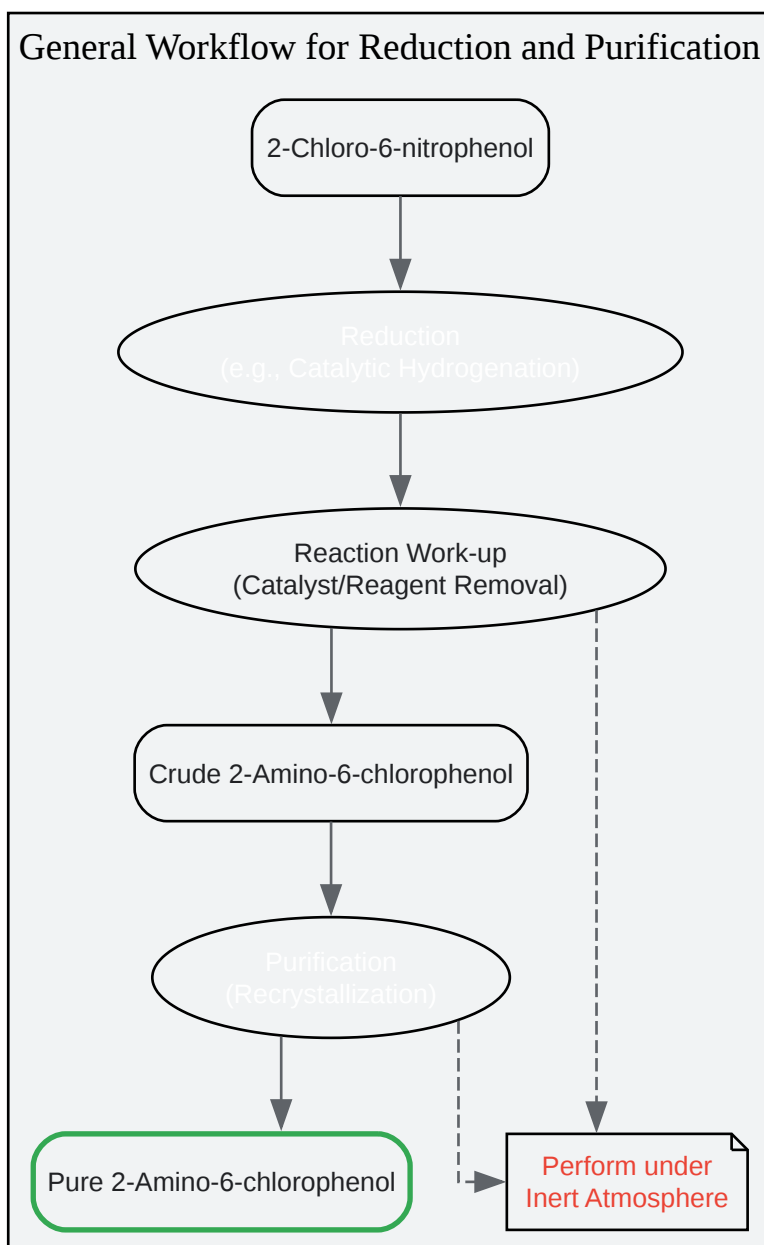 General Workflow for Reduction and Purification
2-Chloro-6-nitrophenol
Reduction
(e.g., Catalytic Hydrogenation)
Reaction Work-up
(Catalyst/Reagent Removal)
Crude 2-Amino-6-chlorophenol
Purification
(Recrystallization)
Pure 2-Amino-6-chlorophenol
Perform under
Inert Atmosphere